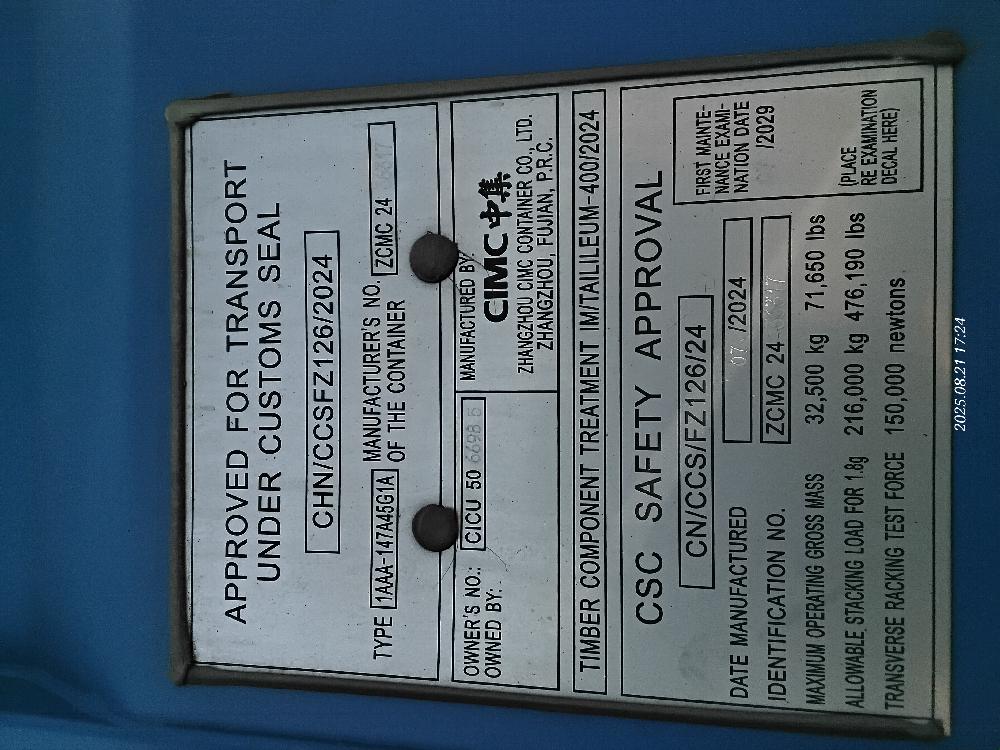 APPROVED FOR TRANSPORT
UNDER CUSTOMS SEAL
CHN/CCSFZ126/2024
TYPE 1AAA-147A45G1A MANUFACTURER'S NO. ZCMC 24
OF THE CONTAINER
OWNER'S NO.: CICU 50 6698 5
OWNED BY:
MANUFACTURED BY:
CIMC 中集
ZHANGZHOU CIMC CONTAINER CO., LTD.
ZHANGZHOU, FUJIAN, P.R.C.
TIMBER COMPONENT TREATMENT IM/TALILEUM-400/2024
CSC SAFETY APPROVAL
CN/CCS/FZ126/24
DATE MANUFACTURED 07 /2024
IDENTIFICATION NO. ZCMC 24
MAXIMUM OPERATING GROSS MASS 32,500 kg 71,650 lbs
ALLOWABLE STACKING LOAD FOR 1.8g 216,000 kg 476,190 lbs
TRANSVERSE RACKING TEST FORCE 150,000 newtons
FIRST MAINTE-
NANCE EXAMI-
NATION DATE
/2029
(PLACE
RE EXAMINATION
DECAL HERE)
2025.08.21 17:24